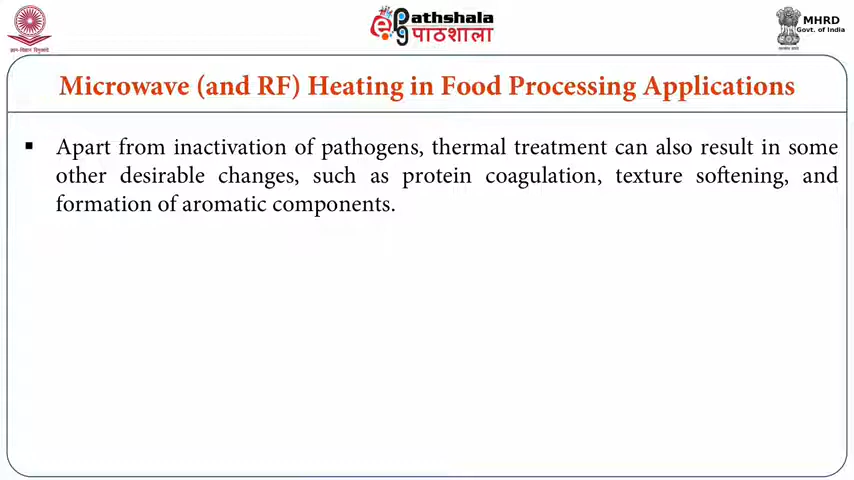 ePathshala
पाठशाला
MHRD
Govt. of India
ज्ञान-विज्ञान विमुक्तये
Microwave (and RF) Heating in Food Processing Applications
▪ Apart from inactivation of pathogens, thermal treatment can also result in some
other desirable changes, such as protein coagulation, texture softening, and
formation of aromatic components.